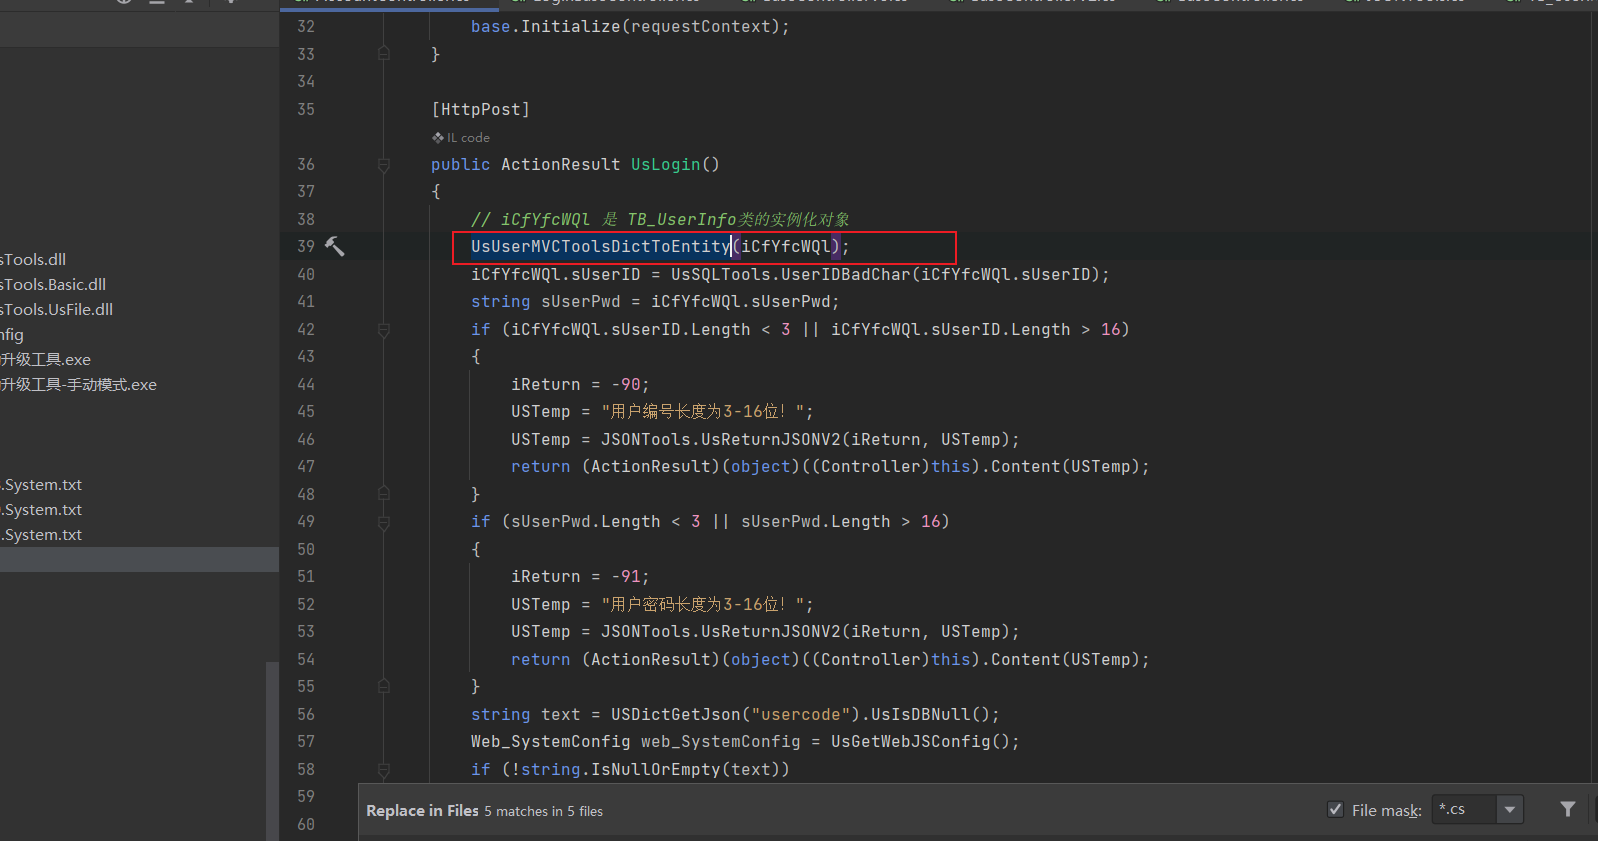 32 base.Initialize(requestContext);
33 }
34
35 [HttpPost]
IL code
36 public ActionResult UsLogin()
37 {
38 // iCfYfcWQl 是 TB_UserInfo类的实例化对象
39 UsUserMVCToolsDictToEntity(iCfYfcWQl);
40 iCfYfcWQl.sUserID = UsSQLTools.UserIDBadChar(iCfYfcWQl.sUserID);
41 string sUserPwd = iCfYfcWQl.sUserPwd;
42 if (iCfYfcWQl.sUserID.Length < 3 || iCfYfcWQl.sUserID.Length > 16)
43 {
44 iReturn = -90;
45 USTemp = "用户编号长度为3-16位！";
46 USTemp = JSONTools.UsReturnJSONV2(iReturn, USTemp);
47 return (ActionResult)(object)((Controller)this).Content(USTemp);
48 }
49 if (sUserPwd.Length < 3 || sUserPwd.Length > 16)
50 {
51 iReturn = -91;
52 USTemp = "用户密码长度为3-16位！";
53 USTemp = JSONTools.UsReturnJSONV2(iReturn, USTemp);
54 return (ActionResult)(object)((Controller)this).Content(USTemp);
55 }
56 string text = USDictGetJson("usercode").UsIsDBNull();
57 Web_SystemConfig web_SystemConfig = UsGetWebJSConfig();
58 if (!string.IsNullOrEmpty(text))
59
60
sTools.dll
sTools.Basic.dll
sTools.UsFile.dll
nfig
升级工具.exe
升级工具-手动模式.exe
.System.txt
.System.txt
.System.txt
Replace in Files 5 matches in 5 files
File mask: *.cs